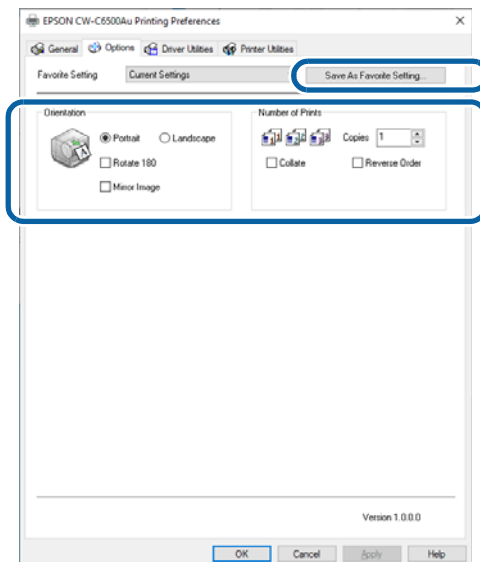 EPSON CW-C6500Au Printing Preferences
General Options Driver Utilities Printer Utilities
Favorite Setting Current Settings Save As Favorite Setting...
Orientation Number of Prints
Portrait Landscape Copies 1
Rotate 180 Collate Reverse Order
Mirror Image
Version 1.0.0.0
OK Cancel Apply Help